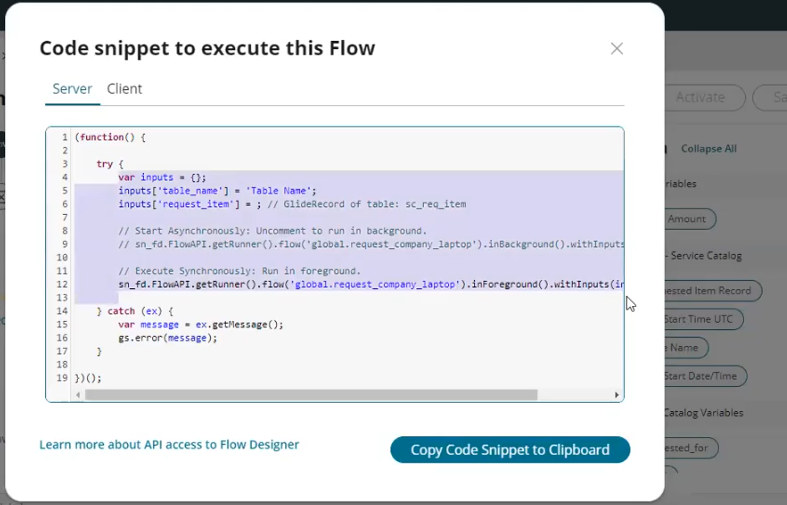 Code snippet to execute this Flow
Server Client
1 (function() {
2
3 try {
4 var inputs = {};
5 inputs['table_name'] = 'Table Name';
6 inputs['request_item'] = ; // GlideRecord of table: sc_req_item
7
8 // Start Asynchronously: Uncomment to run in background.
9 // sn_fd.FlowAPI.getRunner().flow('global.request_company_laptop').inBackground().withInputs
10
11 // Execute Synchronously: Run in foreground.
12 sn_fd.FlowAPI.getRunner().flow('global.request_company_laptop').inForeground().withInputs(in
13
14 } catch (ex) {
15 var message = ex.getMessage();
16 gs.error(message);
17 }
18
19 })();
Learn more about API access to Flow Designer
Copy Code Snippet to Clipboard
Activate
Sa
Collapse All
riables
Amount
- Service Catalog
ested Item Record
Start Time UTC
e Name
Start Date/Time
Catalog Variables
ested_for